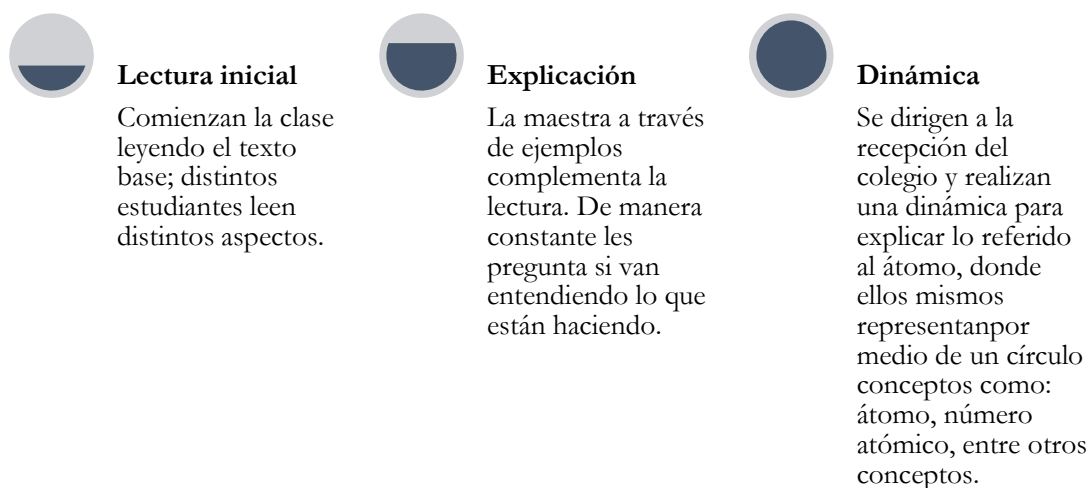 Lectura inicial
Comienzan la clase
leyendo el texto
base; distintos
estudiantes leen
distintos aspectos.
Explicación
La maestra a través
de ejemplos
complementa la
lectura. De manera
constante les
pregunta si van
entendiendo lo que
están haciendo.
Dinámica
Se dirigen a la
recepción del
colegio y realizan
una dinámica para
explicar lo referido
al átomo, donde
ellos mismos
representanpor
medio de un círculo
conceptos como:
átomo, número
atómico, entre otros
conceptos.